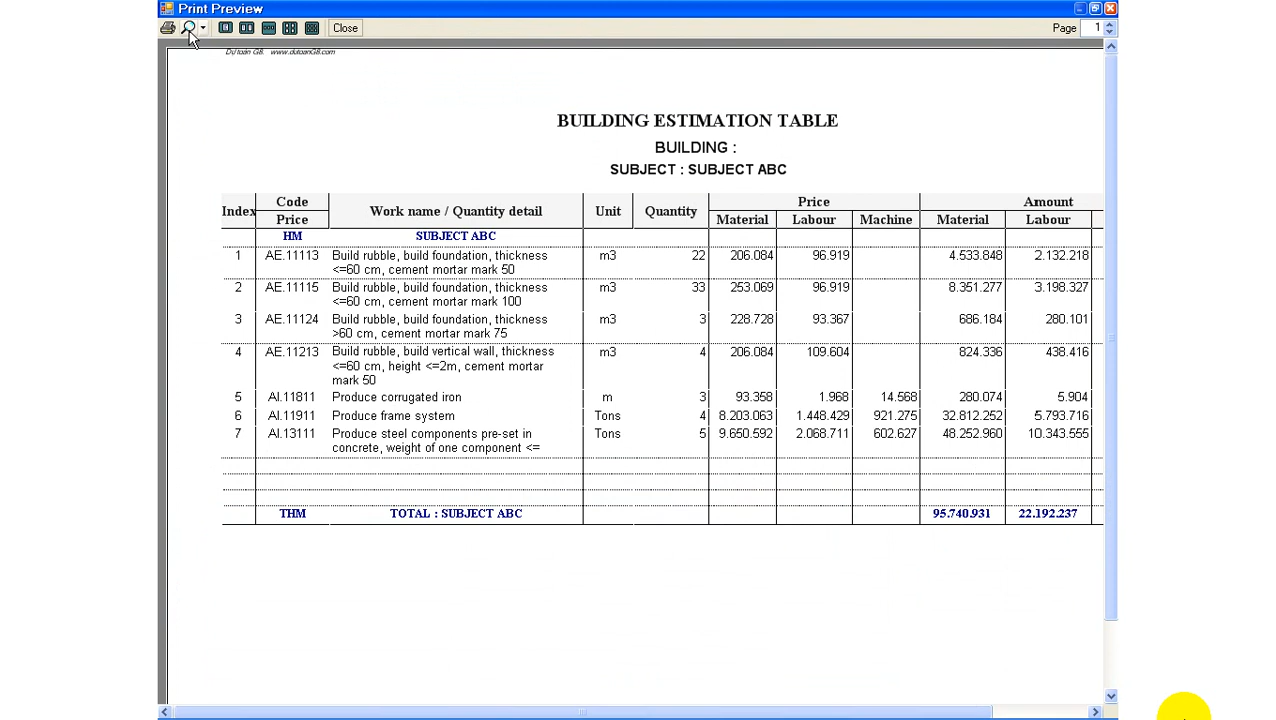 Print Preview
Close
Page 1
Dự toán G8. www.dutoanG8.com
BUILDING ESTIMATION TABLE
BUILDING :
SUBJECT : SUBJECT ABC
Index Code Work name / Quantity detail Unit Quantity Price Amount
Price Material Labour Machine Material Labour
HM SUBJECT ABC
1 AE.11113 Build rubble, build foundation, thickness m3 22 206.084 96.919 4.533.848 2.132.218
<=60 cm, cement mortar mark 50
2 AE.11115 Build rubble, build foundation, thickness m3 33 253.069 96.919 8.351.277 3.198.327
<=60 cm, cement mortar mark 100
3 AE.11124 Build rubble, build foundation, thickness m3 3 228.728 93.367 686.184 280.101
>60 cm, cement mortar mark 75
4 AE.11213 Build rubble, build vertical wall, thickness m3 4 206.084 109.604 824.336 438.416
<=60 cm, height <=2m, cement mortar
mark 50
5 AI.11811 Produce corrugated iron m 3 93.358 1.968 14.568 280.074 5.904
6 AI.11911 Produce frame system Tons 4 8.203.063 1.448.429 921.275 32.812.252 5.793.716
7 AI.13111 Produce steel components pre-set in Tons 5 9.650.592 2.068.711 602.627 48.252.960 10.343.555
concrete, weight of one component <=
THM TOTAL : SUBJECT ABC 95.740.931 22.192.237